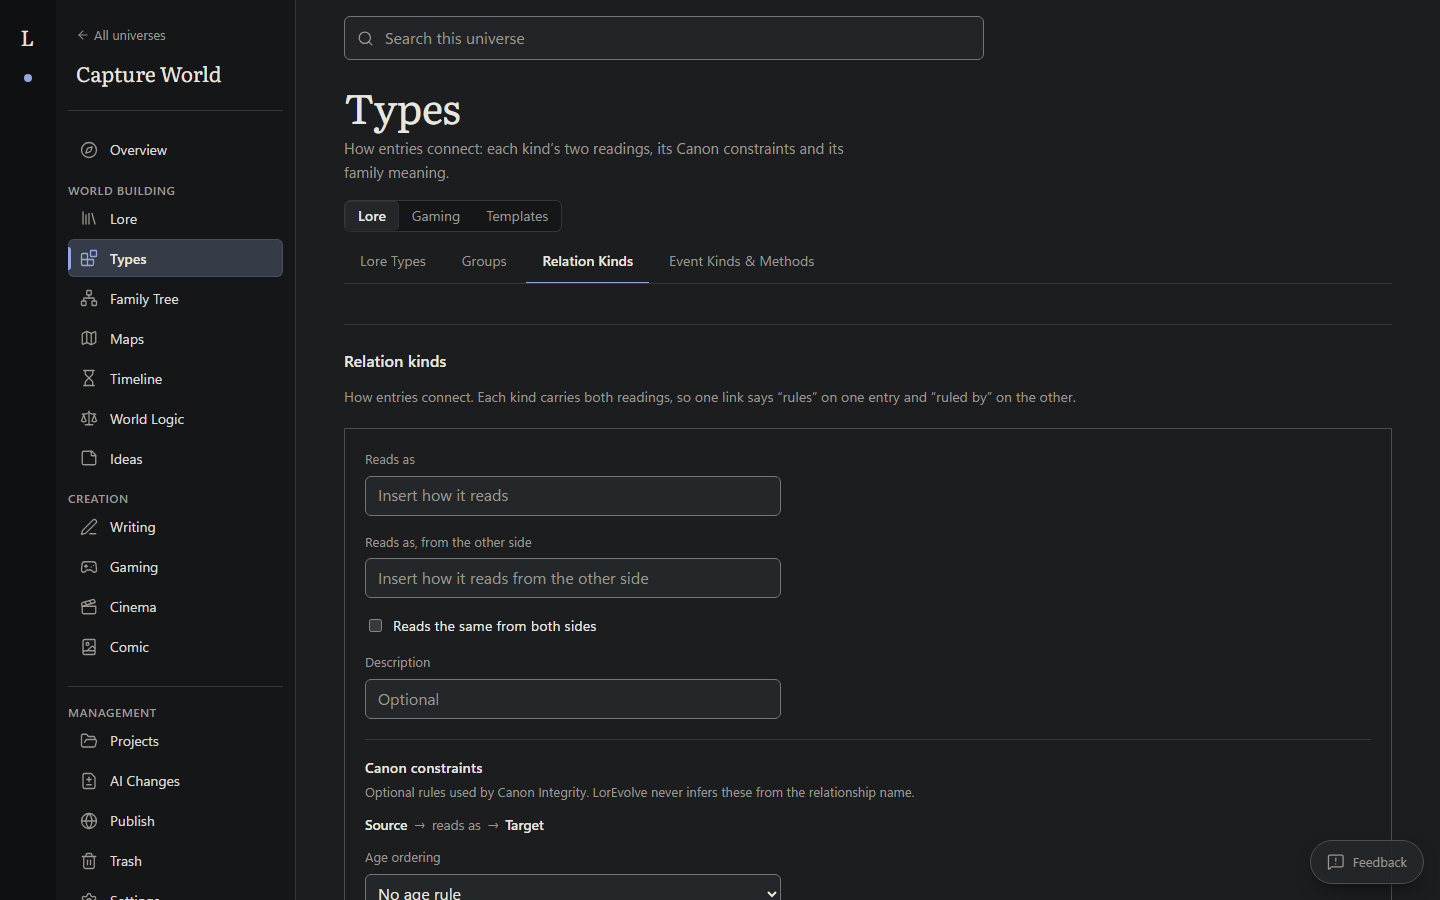 L
All universes
Capture World
Overview
WORLD BUILDING
Lore
Types
Family Tree
Maps
Timeline
World Logic
Ideas
CREATION
Writing
Gaming
Cinema
Comic
MANAGEMENT
Projects
AI Changes
Publish
Trash
Settings
Search this universe
Types
How entries connect: each kind’s two readings, its Canon constraints and its
family meaning.
Lore Gaming Templates
Lore Types Groups Relation Kinds Event Kinds & Methods
Relation kinds
How entries connect. Each kind carries both readings, so one link says “rules” on one entry and “ruled by” on the other.
Reads as
Insert how it reads
Reads as, from the other side
Insert how it reads from the other side
Reads the same from both sides
Description
Optional
Canon constraints
Optional rules used by Canon Integrity. LorEvolve never infers these from the relationship name.
Source → reads as → Target
Age ordering
No age rule
Feedback